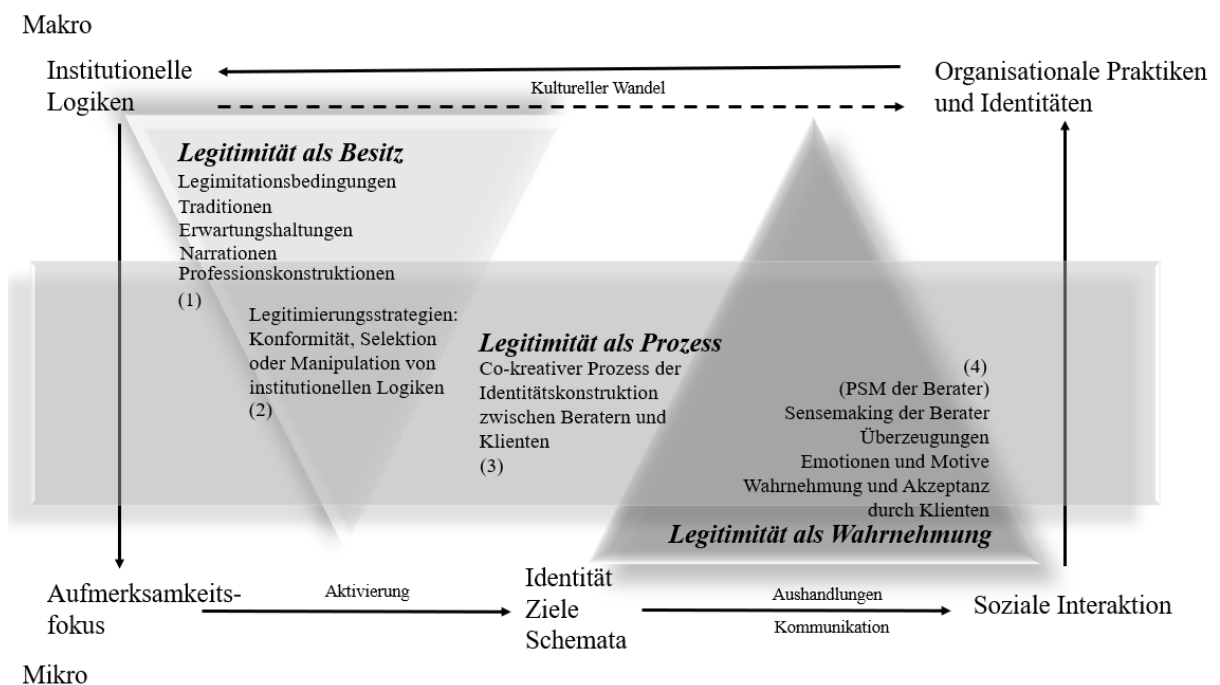 Makro
Institutionelle
Logiken
Kultureller Wandel
Organisationale Praktiken
und Identitäten
Legitimität als Besitz
Legimitationsbedingungen
Traditionen
Erwartungshaltungen
Narrationen
Professionskonstruktionen
(1)
Legitimierungsstrategien:
Konformität, Selektion
oder Manipulation von
institutionellen Logiken
(2)
Legitimität als Prozess
Co-kreativer Prozess der
Identitätskonstruktion
zwischen Beratern und
Klienten
(3)
(4)
(PSM der Berater)
Sensemaking der Berater
Überzeugungen
Emotionen und Motive
Wahrnehmung und Akzeptanz
durch Klienten
Legitimität als Wahrnehmung
Aufmerksamkeits-
fokus
Aktivierung
Identität
Ziele
Schemata
Aushandlungen
Kommunikation
Soziale Interaktion
Mikro